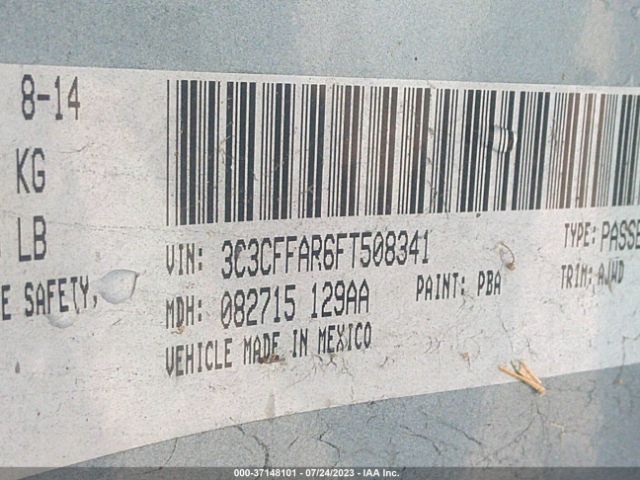 8-14
KG
LB
E SAFETY,
VIN: 3C3CFFAR6FT508341
TYPE: PASSE
MDH: 082715 129AA
PAINT: PBA
TRIM: AJWD
VEHICLE MADE IN MEXICO
000-37148101 - 07/24/2023 - IAA Inc.